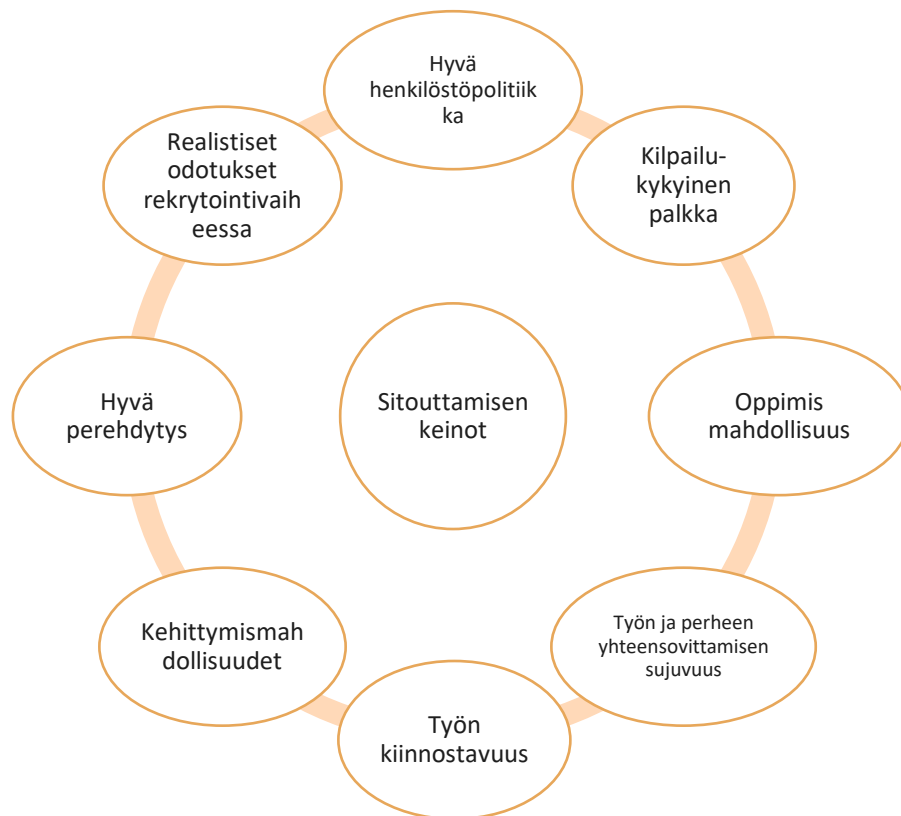 Hyvä
henkilöstöpolitiik
ka
Kilpailu-
kykyinen
palkka
Oppimis
mahdollisuus
Työn ja perheen
yhteensovittamisen
sujuvuus
Työn
kiinnostavuus
Kehittymismah
dollisuudet
Hyvä
perehdytys
Realistiset
odotukset
rekrytointivaih
eessa
Sitouttamisen
keinot